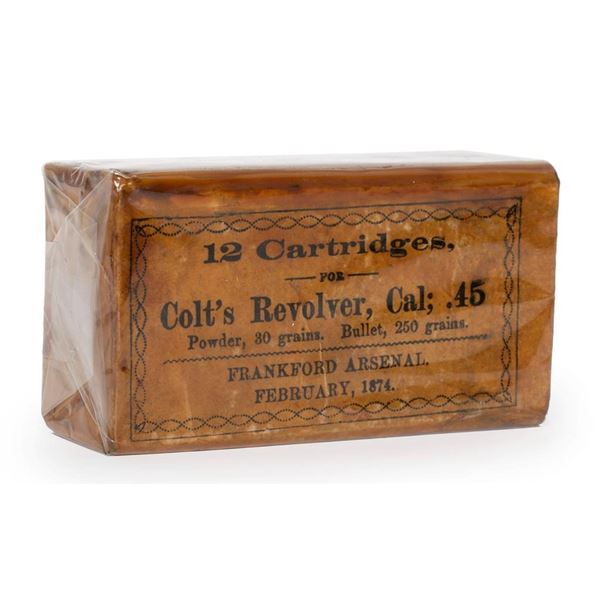 12 Cartridges,
FOR
Colt's Revolver, Cal; .45
Powder, 30 grains. Bullet, 250 grains.
FRANKFORD ARSENAL.
FEBRUARY, 1874.